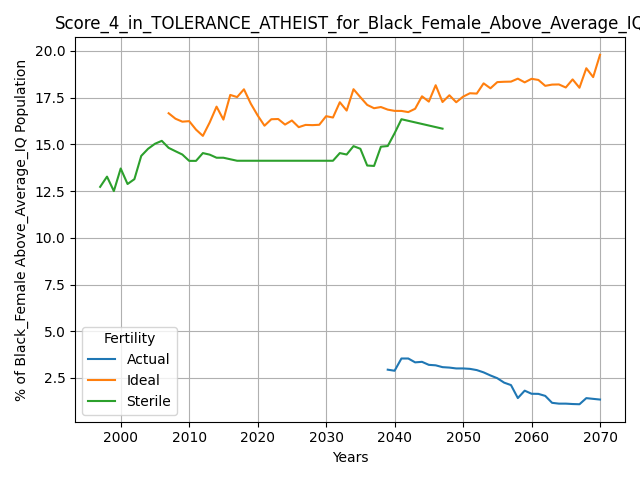 Score_4_in_TOLERANCE_ATHEIST_for_Black_Female_Above_Average_IQ
% of Black_Female Above_Average_IQ Population
20.0
17.5
15.0
12.5
10.0
7.5
5.0
2.5
Fertility
Actual
Ideal
Sterile
2000 2010 2020 2030 2040 2050 2060 2070
Years